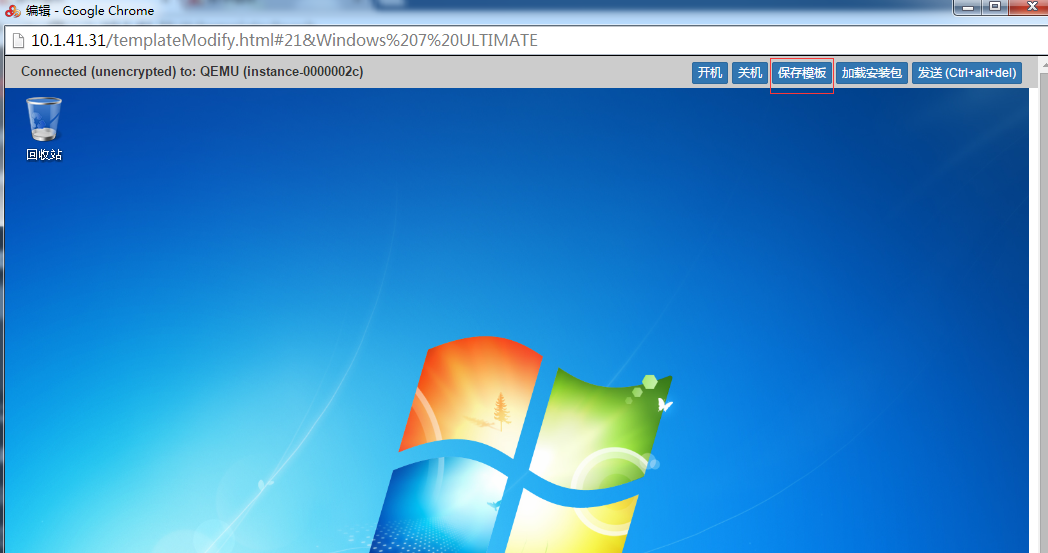 编辑 - Google Chrome
10.1.41.31/templateModify.html#21&Windows%207%20ULTIMATE
Connected (unencrypted) to: QEMU (instance-0000002c) 开机 关机 保存模板 加载安装包 发送 (Ctrl+alt+del)
回收站